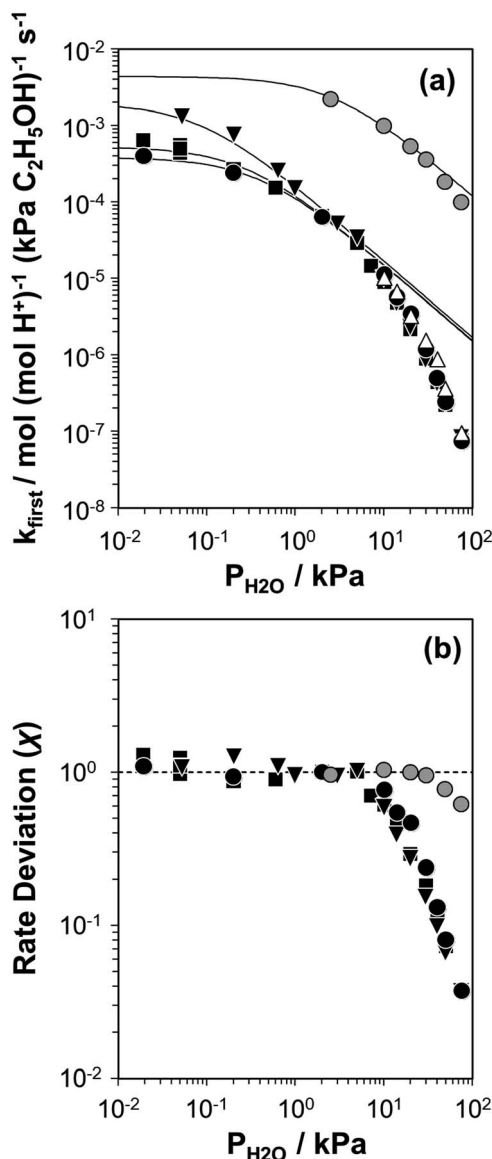 (a)
k_first / mol (mol H⁺)⁻¹ (kPa C₂H₅OH)⁻¹ s⁻¹
10⁻²
10⁻³
10⁻⁴
10⁻⁵
10⁻⁶
10⁻⁷
10⁻⁸
10⁻² 10⁻¹ 10⁰ 10¹ 10²
P_H2O / kPa
(b)
Rate Deviation (χ)
10¹
10⁰
10⁻¹
10⁻²
10⁻² 10⁻¹ 10⁰ 10¹ 10²
P_H2O / kPa